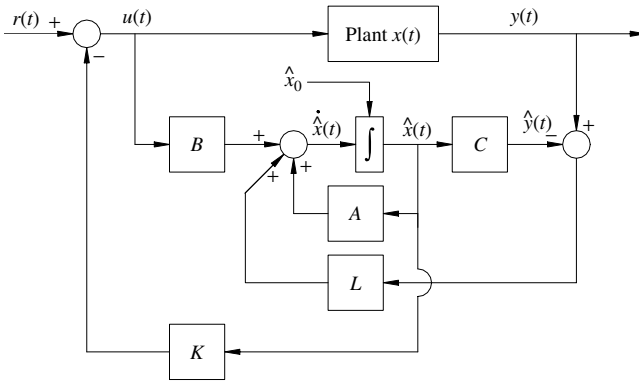 r(t) + u(t) Plant x(t) y(t)
−
x̂₀
B + ẋ̂(t) ∫ x̂(t) C ŷ(t) − +
+ +
A
L
K